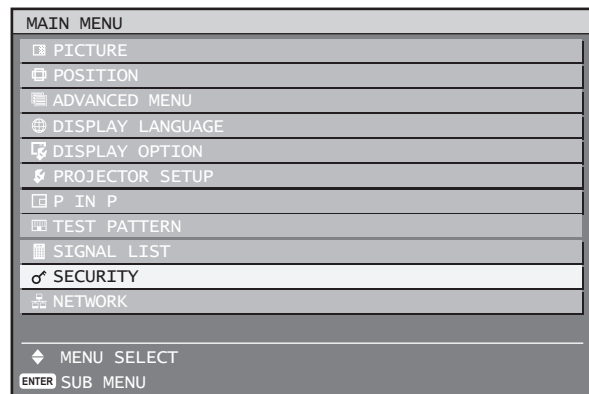 MAIN MENU
PICTURE
POSITION
ADVANCED MENU
DISPLAY LANGUAGE
DISPLAY OPTION
PROJECTOR SETUP
P IN P
TEST PATTERN
SIGNAL LIST
SECURITY
NETWORK
MENU SELECT
ENTER SUB MENU